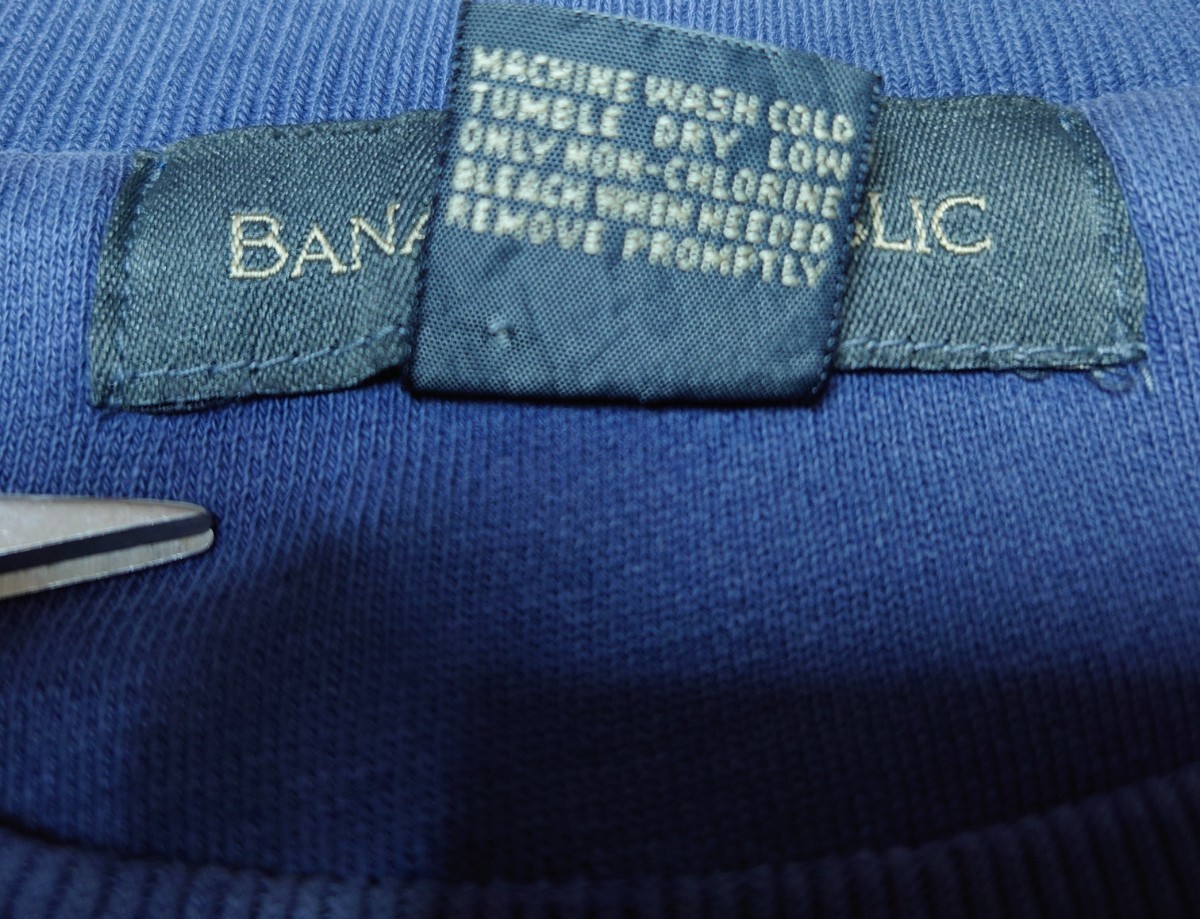 BANA LIC
MACHINE WASH COLD
TUMBLE DRY LOW
ONLY NON-CHLORINE
BLEACH WHEN NEEDED
REMOVE PROMPTLY